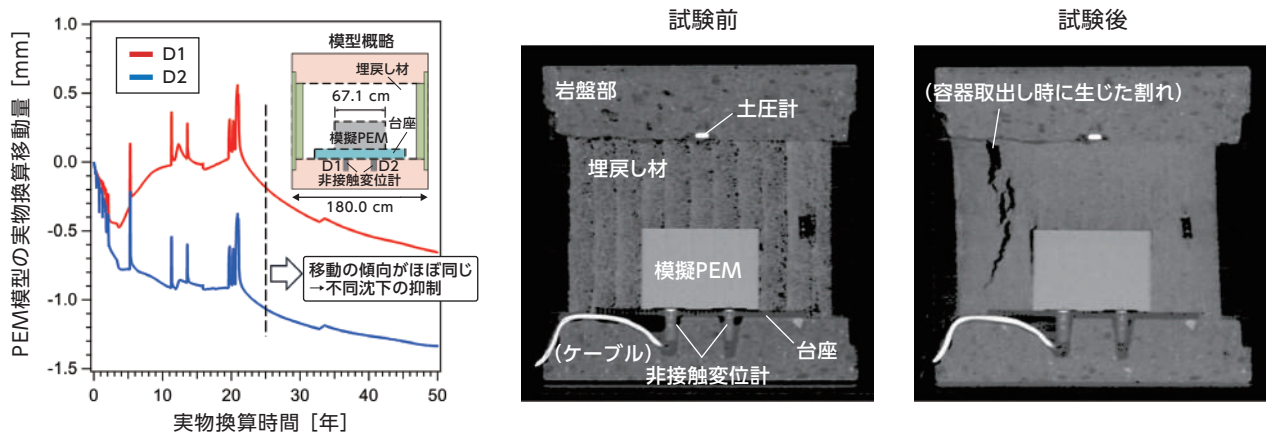 PEM模型の実物換算移動量 [mm]
1.0
0.5
0.0
-0.5
-1.0
-1.5
D1
D2
模型概略
埋戻し材
67.1 cm
台座
模擬PEM
D1
D2
非接触変位計
180.0 cm
移動の傾向がほぼ同じ
→不同沈下の抑制
0
10
20
30
40
50
実物換算時間 [年]
試験前
岩盤部
土圧計
埋戻し材
模擬PEM
(ケーブル)
台座
非接触変位計
試験後
(容器取出し時に生じた割れ)